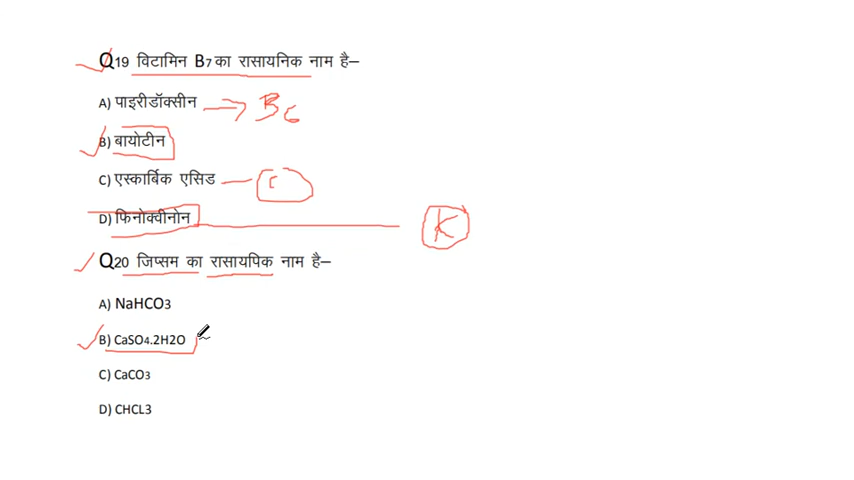 Q19 विटामिन B7 का रासायनिक नाम है–
A) पाइरीडॉक्सीन → B6
B) बायोटीन
C) एस्कार्बिक एसिड
D) फिनोक्वीनोन K
Q20 जिप्सम का रासायपिक नाम है–
A) NaHCO3
B) CaSO4.2H2O
C) CaCO3
D) CHCL3